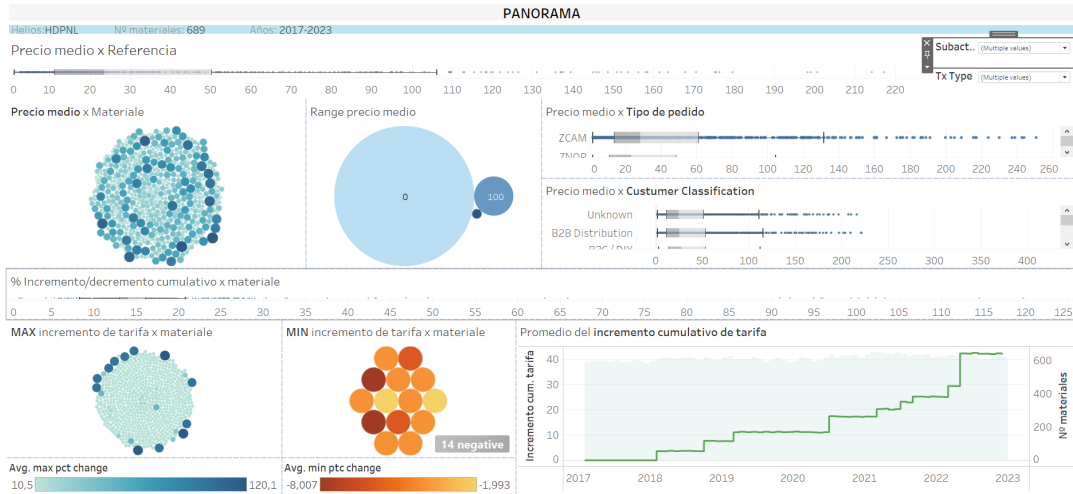 PANORAMA
Helios:HDPNL Nº materiales: 689 Años: 2017-2023
Precio medio x Referencia
Subact.. (Multiple values)
Tx Type (Multiple values)
0 10 20 30 40 50 60 70 80 90 100 110 120 130 140 150 160 170 180 190 200 210 220
Precio medio x Materiale
Range precio medio
0
100
Precio medio x Tipo de pedido
ZCAM
ZNOR
0 20 40 60 80 100 120 140 160 180 200 220 240 260
Precio medio x Custumer Classification
Unknown
B2B Distribution
B2C / DIY
0 50 100 150 200 250 300 350 400
% Incremento/decremento cumulativo x materiale
0 5 10 15 20 25 30 35 40 45 50 55 60 65 70 75 80 85 90 95 100 105 110 115 120 125
MAX incremento de tarifa x materiale
Avg. max pct change
10,5 120,1
MIN incremento de tarifa x materiale
14 negative
Avg. min ptc change
-8,007 -1,993
Promedio del incremento cumulativo de tarifa
Incremento cum. tarifa
40
30
20
10
0
600
400
200
0
Nº materiales
2017 2018 2019 2020 2021 2022 2023